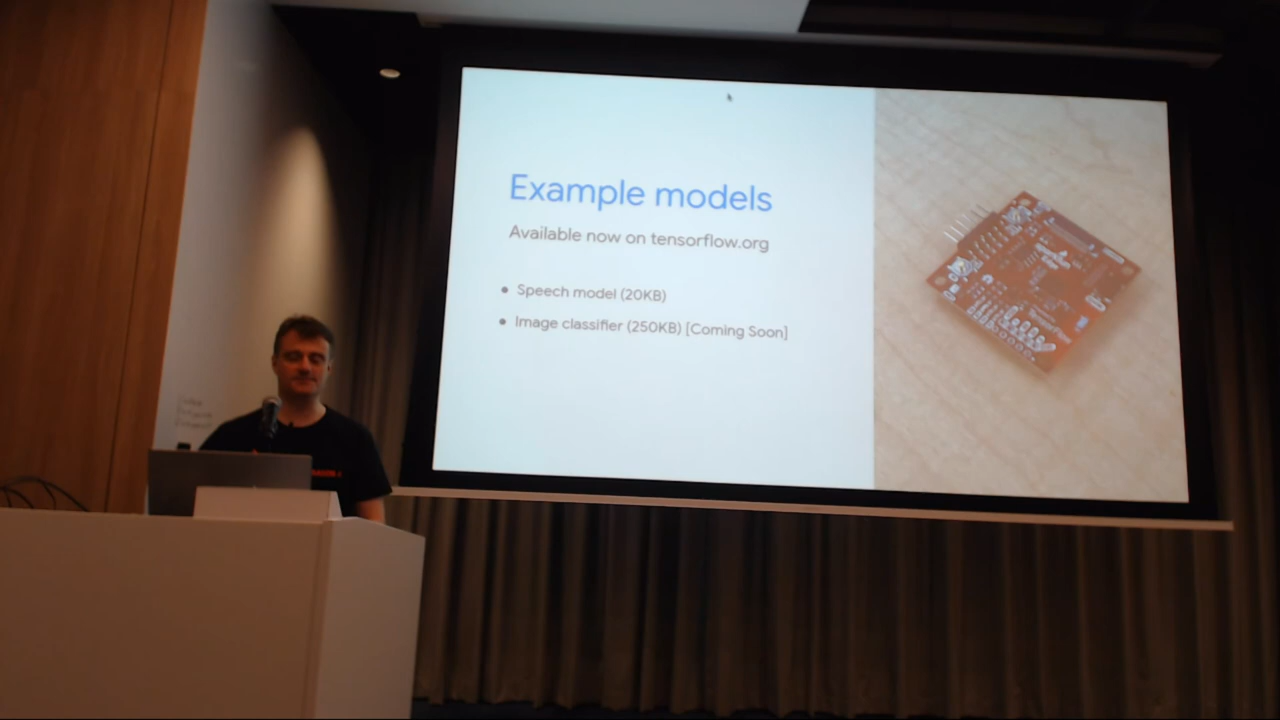 Example models
Available now on tensorflow.org
Speech model (20KB)
Image classifier (250KB) [Coming Soon]